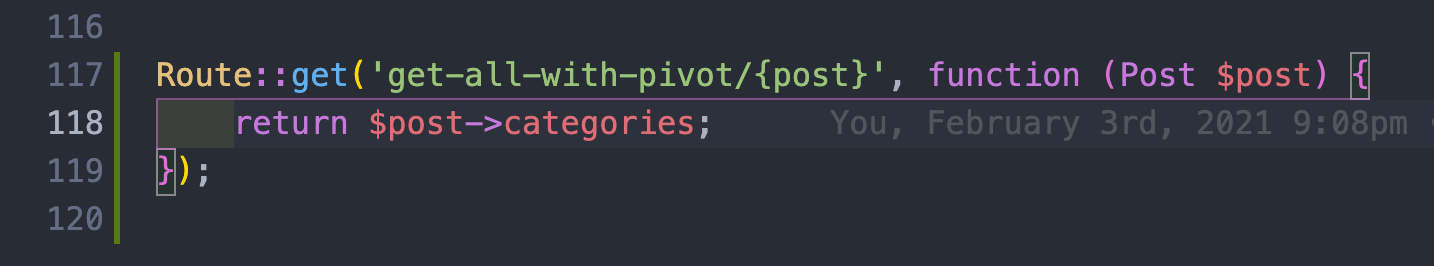 116
117 Route::get('get-all-with-pivot/{post}', function (Post $post) {
118 return $post->categories; You, February 3rd, 2021 9:08pm
119 });
120